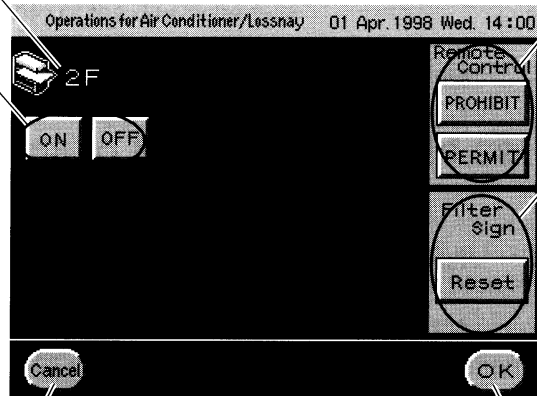 Operations for Air Conditioner/Lossnay 01 Apr. 1998 Wed. 14:00
2F
ON OFF
Remote
Control
PROHIBIT
PERMIT
Filter
Sign
Reset
Cancel
OK